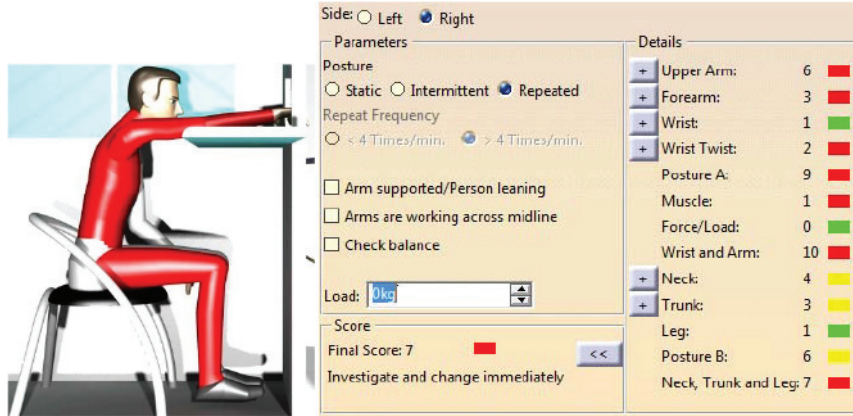 Side: Left Right
Parameters
Posture
Static Intermittent Repeated
Repeat Frequency
< 4 Times/min. > 4 Times/min.
Arm supported/Person leaning
Arms are working across midline
Check balance
Load: 0kg
Score
Final Score: 7
<<
Investigate and change immediately
Details
+ Upper Arm: 6
+ Forearm: 3
+ Wrist: 1
+ Wrist Twist: 2
Posture A: 9
Muscle: 1
Force/Load: 0
Wrist and Arm: 10
+ Neck: 4
+ Trunk: 3
Leg: 1
Posture B: 6
Neck, Trunk and Leg: 7